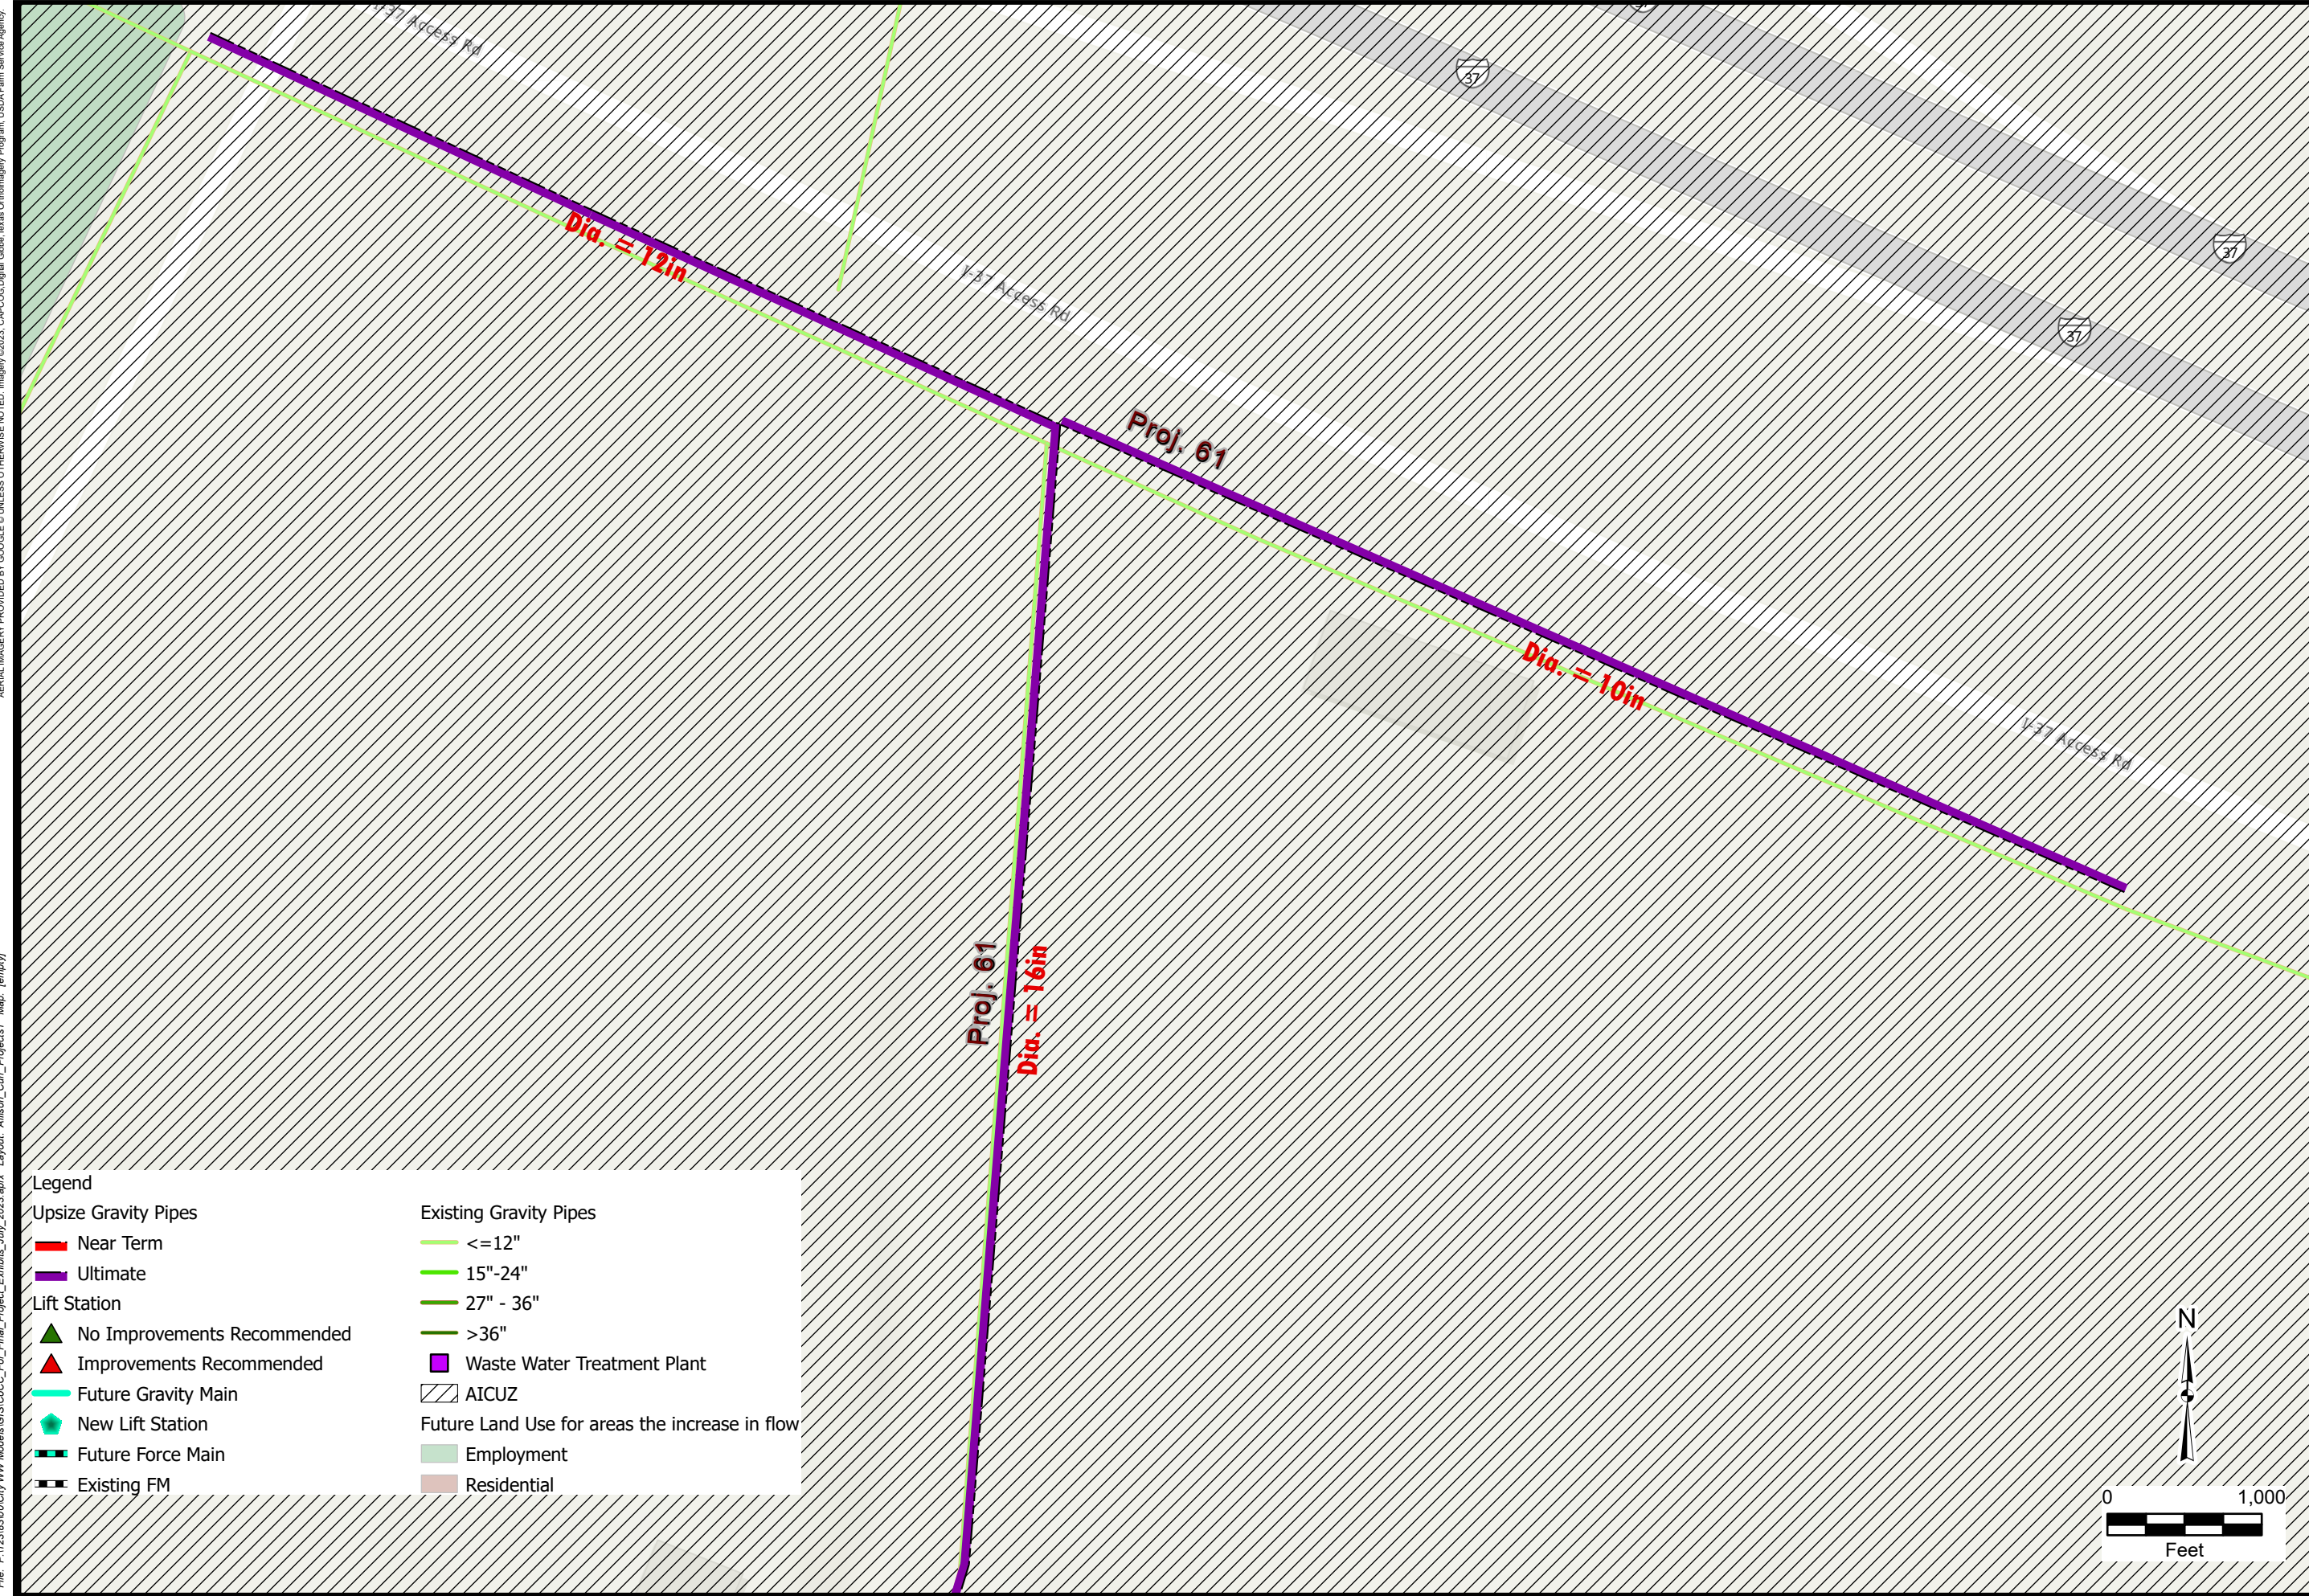 I-37 Access Rd
37
37
37
I-37 Access Rd
Dia. = 12in
Proj. 61
Dia. = 10in
I-37 Access Rd
Proj. 61
Dia. = 16in
Legend
Upsize Gravity Pipes
Near Term
Ultimate
Lift Station
No Improvements Recommended
Improvements Recommended
Future Gravity Main
New Lift Station
Future Force Main
Existing FM
Existing Gravity Pipes
<=12"
15"-24"
27" - 36"
>36"
Waste Water Treatment Plant
AICUZ
Future Land Use for areas the increase in flow
Employment
Residential
N
0 1,000
Feet